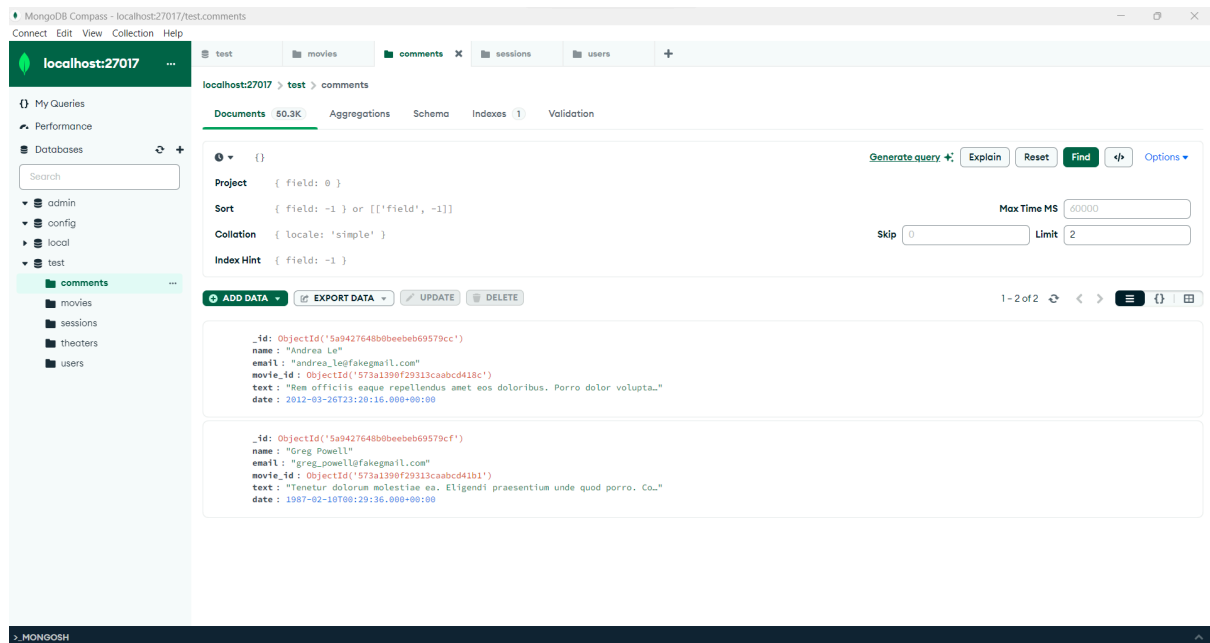 MongoDB Compass - localhost:27017/test.comments
Connect Edit View Collection Help
localhost:27017 ...
test movies comments sessions users
localhost:27017 > test > comments
My Queries
Performance
Databases
Search
admin
config
local
test
comments ...
movies
sessions
theaters
users
Documents 50.3K Aggregations Schema Indexes 1 Validation
{} Generate query Explain Reset Find </> Options
Project { field: 0 }
Sort { field: -1 } or [['field', -1]] Max Time MS 60000
Collation { locale: 'simple' } Skip 0 Limit 2
Index Hint { field: -1 }
ADD DATA EXPORT DATA UPDATE DELETE 1 - 2 of 2 {}
_id: ObjectId('5a9427648b0beebeb69579cc')
name : "Andrea Le"
email : "andrea_le@fakegmail.com"
movie_id : ObjectId('573a1390f29313caabcd418c')
text : "Rem officiis eaque repellendus amet eos doloribus. Porro dolor volupta…"
date : 2012-03-26T23:20:16.000+00:00
_id: ObjectId('5a9427648b0beebeb69579cf')
name : "Greg Powell"
email : "greg_powell@fakegmail.com"
movie_id : ObjectId('573a1390f29313caabcd41b1')
text : "Tenetur dolorum molestiae ea. Eligendi praesentium unde quod porro. Co…"
date : 1987-02-10T00:29:36.000+00:00
>_MONGOSH